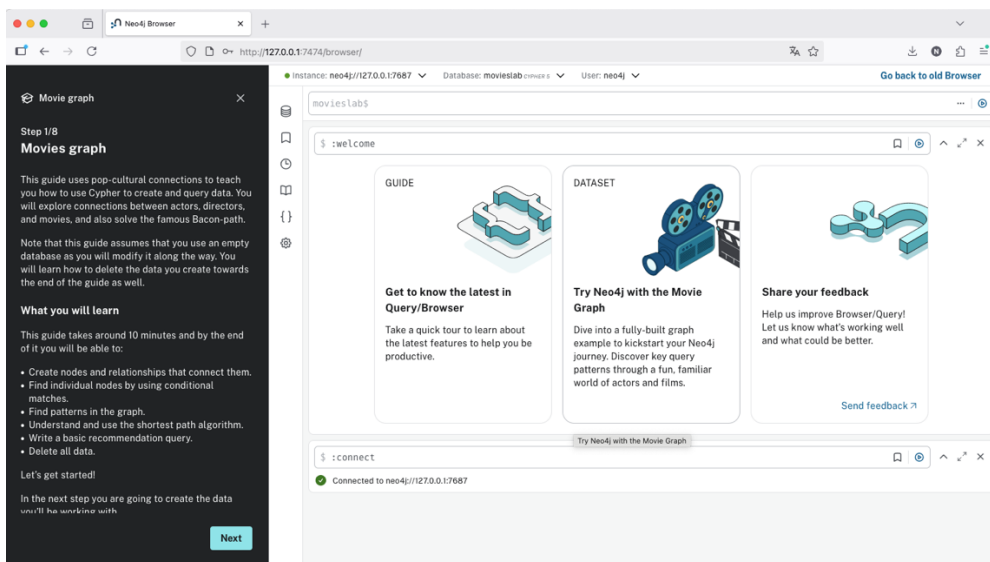 Neo4j Browser
http://127.0.0.1:7474/browser/
Movie graph
Step 1/8
Movies graph
This guide uses pop-cultural connections to teach
you how to use Cypher to create and query data. You
will explore connections between actors, directors,
and movies, and also solve the famous Bacon-path.
Note that this guide assumes that you use an empty
database as you will modify it along the way. You
will learn how to delete the data you create towards
the end of the guide as well.
What you will learn
This guide takes around 10 minutes and by the end
of it you will be able to:
• Create nodes and relationships that connect them.
• Find individual nodes by using conditional
matches.
• Find patterns in the graph.
• Understand and use the shortest path algorithm.
• Write a basic recommendation query.
• Delete all data.
Let's get started!
In the next step you are going to create the data
you'll be working with
Next
Instance: neo4j://127.0.0.1:7687 Database: movieslab CYPHER 5 User: neo4j Go back to old Browser
movieslab$
$ :welcome
GUIDE
Get to know the latest in
Query/Browser
Take a quick tour to learn about
the latest features to help you be
productive.
DATASET
Try Neo4j with the Movie
Graph
Dive into a fully-built graph
example to kickstart your Neo4j
journey. Discover key query
patterns through a fun, familiar
world of actors and films.
Share your feedback
Help us improve Browser/Query!
Let us know what's working well
and what could be better.
Send feedback
Try Neo4j with the Movie Graph
$ :connect
Connected to neo4j://127.0.0.1:7687